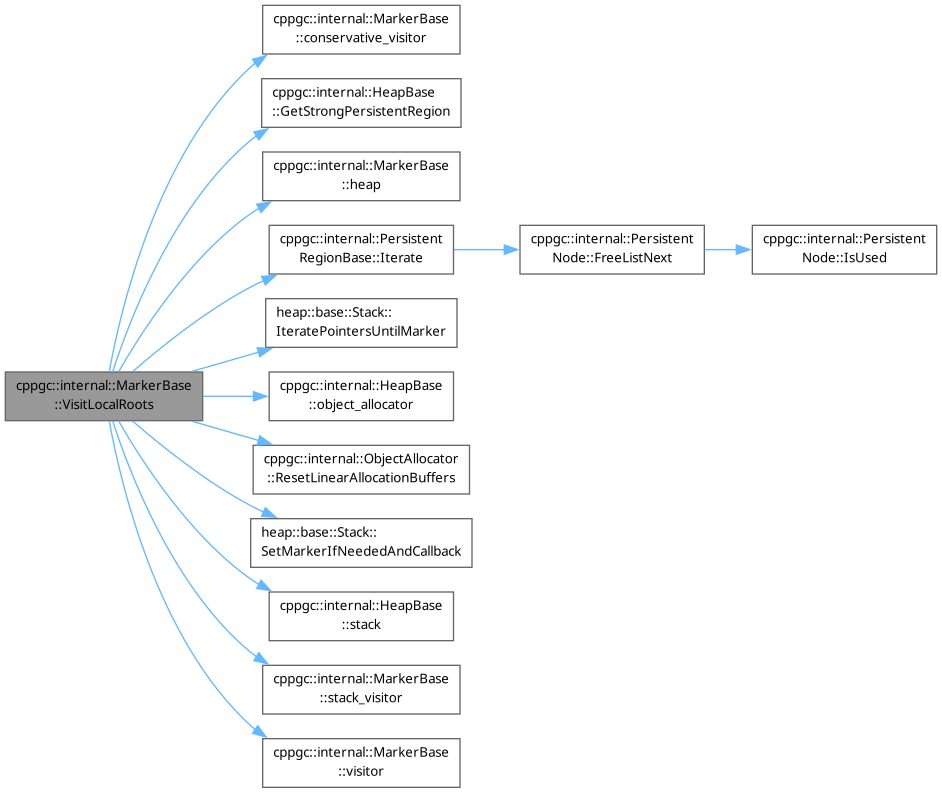 cppgc::internal::MarkerBase
::conservative_visitor
cppgc::internal::HeapBase
::GetStrongPersistentRegion
cppgc::internal::MarkerBase
::heap
cppgc::internal::Persistent
RegionBase::Iterate
cppgc::internal::Persistent
Node::FreeListNext
cppgc::internal::Persistent
Node::IsUsed
heap::base::Stack::
IteratePointersUntilMarker
cppgc::internal::MarkerBase
::VisitLocalRoots
cppgc::internal::HeapBase
::object_allocator
cppgc::internal::ObjectAllocator
::ResetLinearAllocationBuffers
heap::base::Stack::
SetMarkerIfNeededAndCallback
cppgc::internal::HeapBase
::stack
cppgc::internal::MarkerBase
::stack_visitor
cppgc::internal::MarkerBase
::visitor